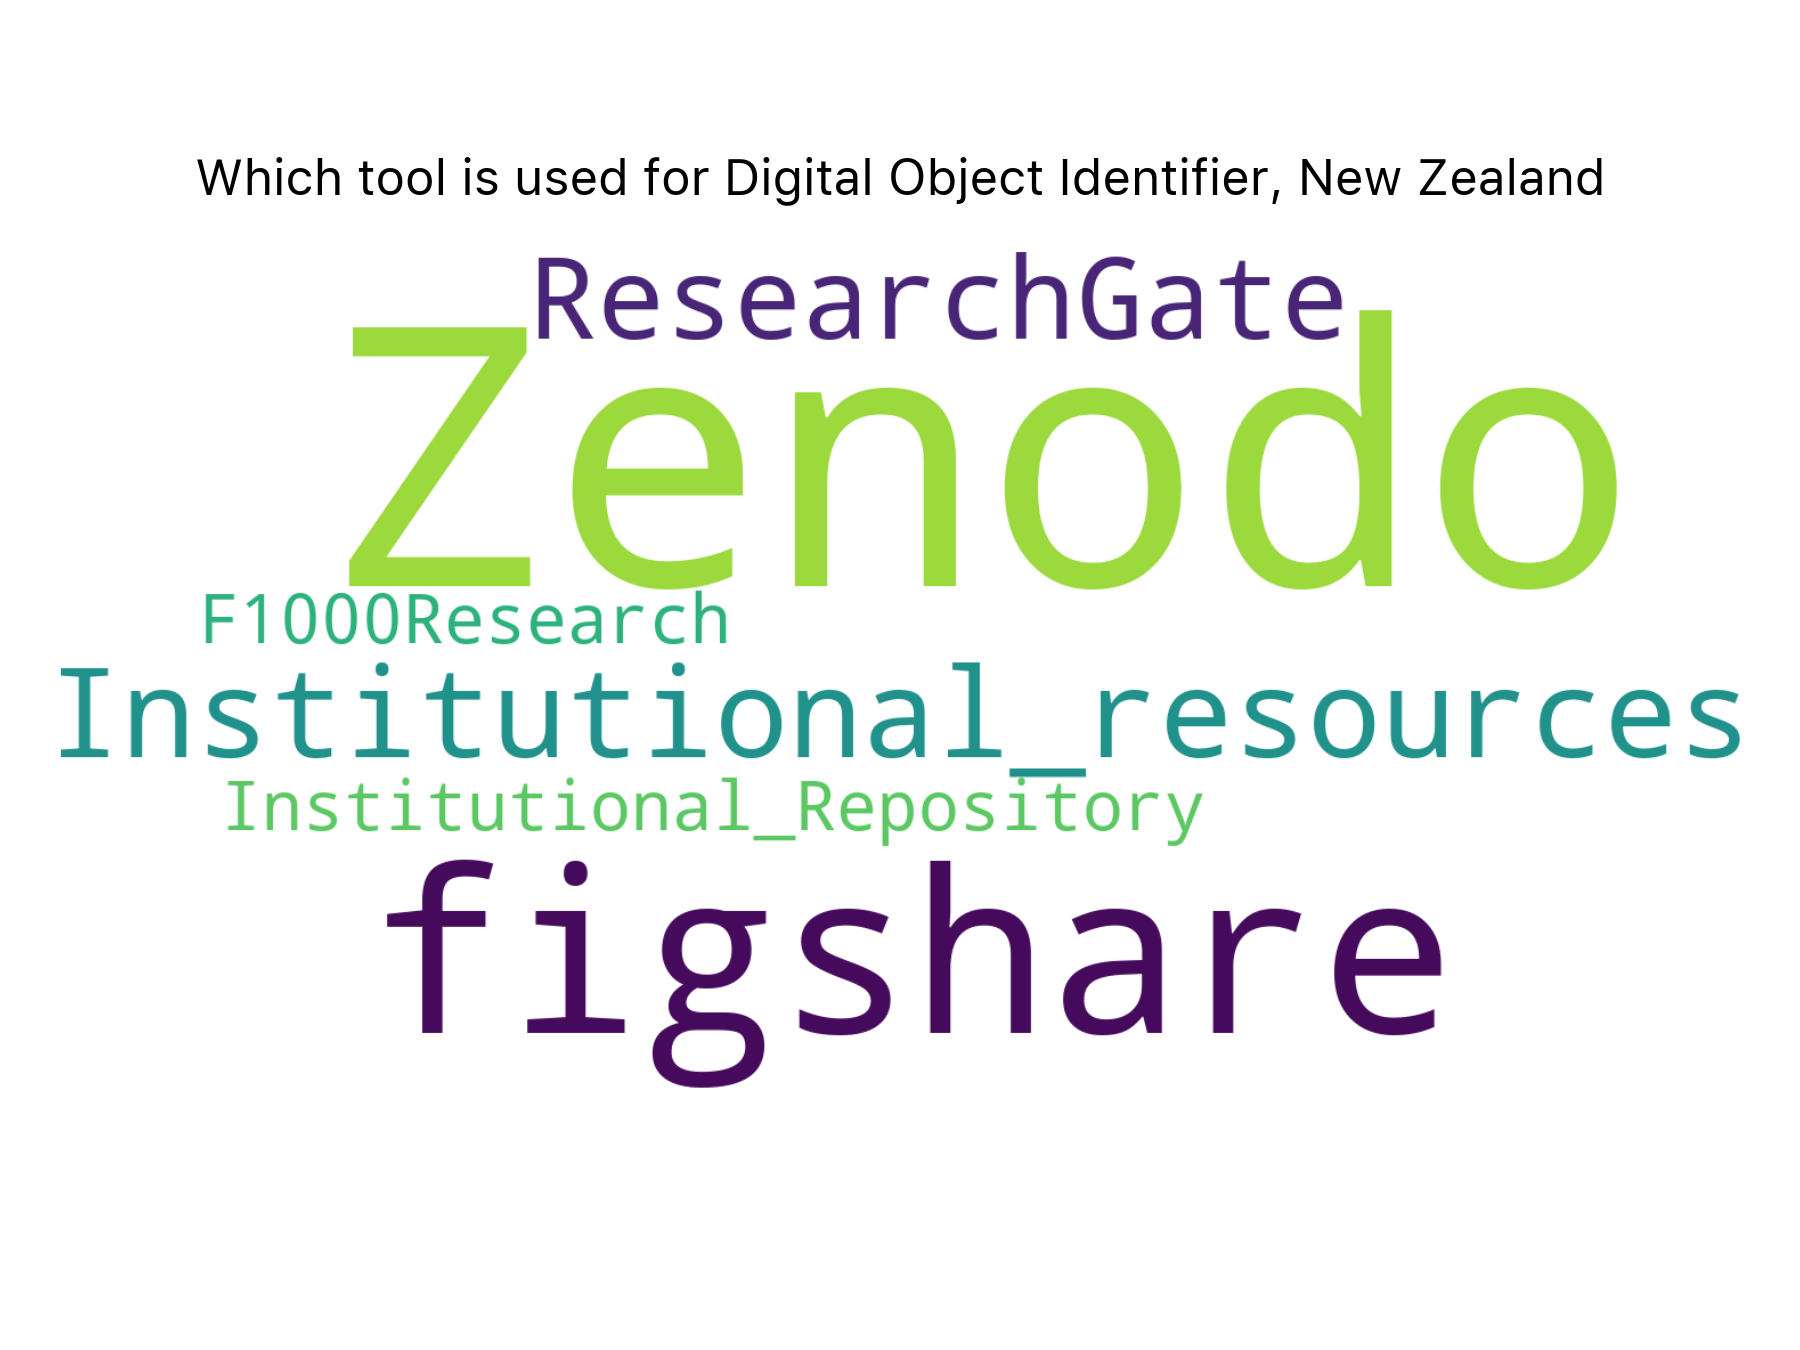 Which tool is used for Digital Object Identifier, New Zealand
ResearchGate
Zenodo
F1000Research
Institutional_resources
Institutional_Repository
figshare